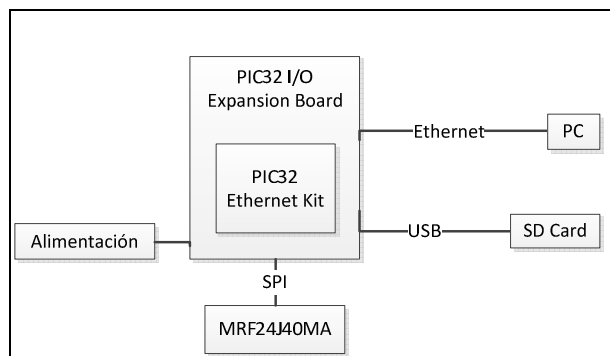 PIC32 I/O
Expansion Board
PIC32
Ethernet Kit
Ethernet
PC
Alimentación
USB
SD Card
SPI
MRF24J40MA